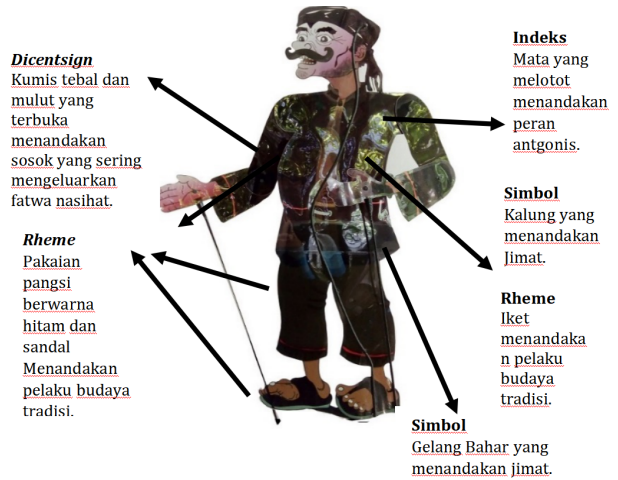 Dicentsign
Kumis tebal dan
mulut yang
terbuka
menandakan
sosok yang sering
mengeluarkan
fatwa nasihat.
Rheme
Pakaian
pangsi
berwarna
hitam dan
sandal
Menandakan
pelaku budaya
tradisi.
Indeks
Mata yang
melotot
menandakan
peran
antgonis.
Simbol
Kalung yang
menandakan
Jimat.
Rheme
Iket
menandaka
n pelaku
budaya
tradisi.
Simbol
Gelang Bahar yang
menandakan jimat.